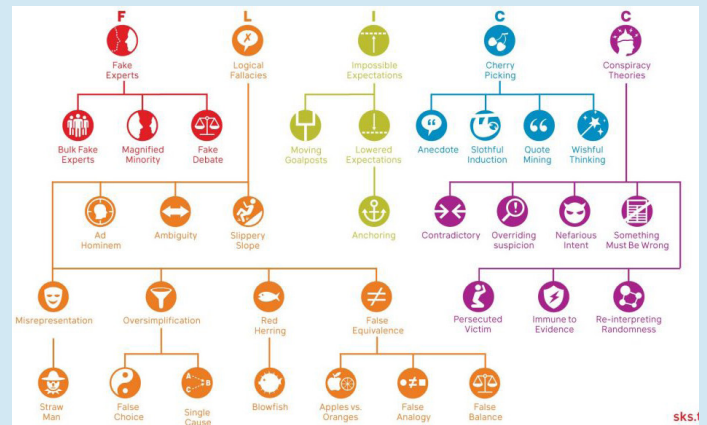 F L I C C
Fake Experts
Logical Fallacies
Impossible Expectations
Cherry Picking
Conspiracy Theories
Bulk Fake Experts
Magnified Minority
Fake Debate
Moving Goalposts
Lowered Expectations
Anecdote
Slothful Induction
Quote Mining
Wishful Thinking
Ad Hominem
Ambiguity
Slippery Slope
Anchoring
Contradictory
Overriding suspicion
Nefarious Intent
Something Must Be Wrong
Misrepresentation
Oversimplification
Red Herring
False Equivalence
Persecuted Victim
Immune to Evidence
Re-interpreting Randomness
A
B
C
Straw Man
False Choice
Single Cause
Blowfish
Apples vs. Oranges
False Analogy
False Balance